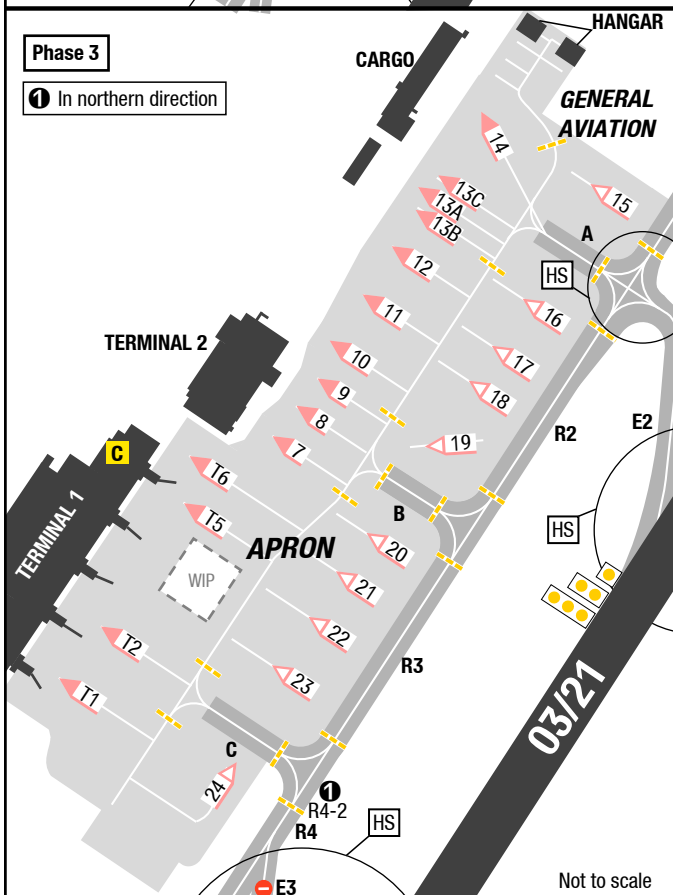 Phase 3
1 In northern direction
HANGAR
CARGO
GENERAL
AVIATION
14
15
13C
13A
13B
A
HS
12
16
11
TERMINAL 2
17
10
18
9
R2
E2
8
19
C
7
T6
B
HS
T5
APRON
20
TERMINAL 1
WIP
21
22
T2
R3
23
T1
03/21
C
24
1
R4-2
HS
R4
E3
Not to scale